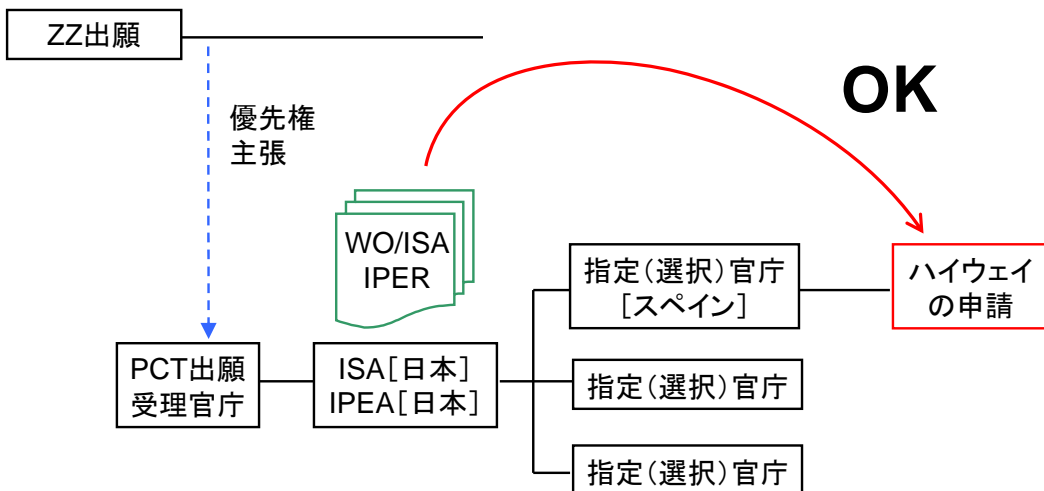 ZZ出願
OK
優先権
主張
WO/ISA
IPER
指定(選択)官庁
[スペイン]
ハイウェイ
の申請
PCT出願
受理官庁
ISA[日本]
IPEA[日本]
指定(選択)官庁
指定(選択)官庁